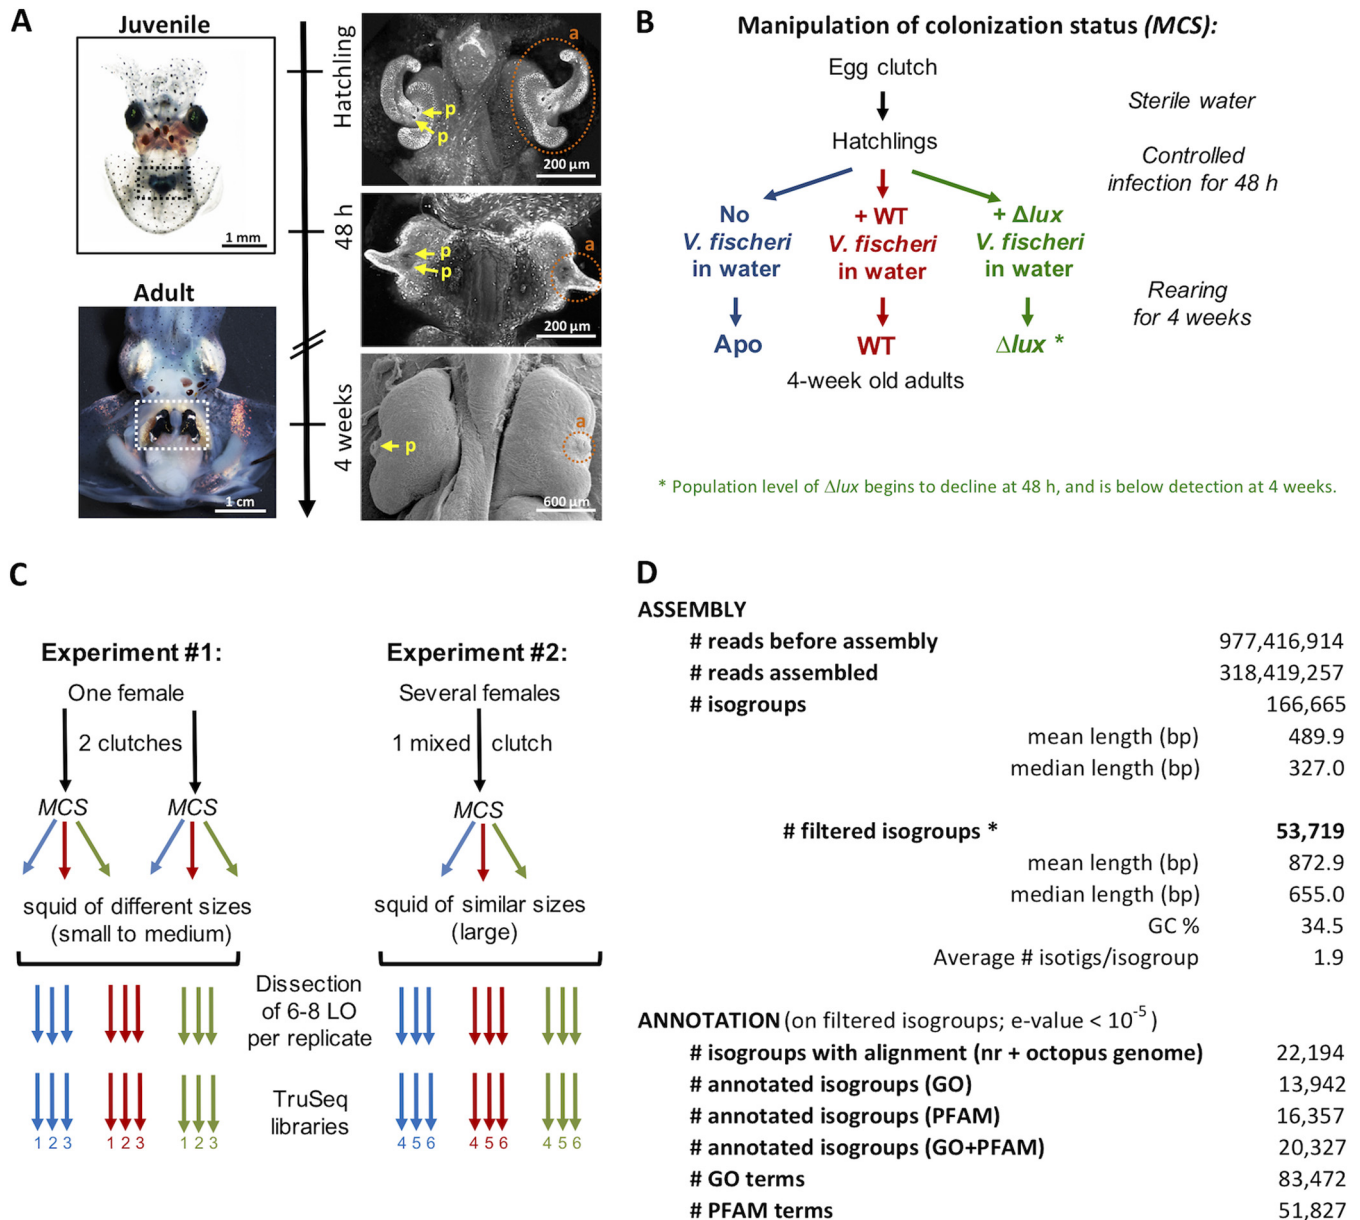 A
Juvenile
1 mm
Adult
1 cm
Hatchling
48 h
4 weeks
a
p
p
200 µm
a
p
p
200 µm
a
p
600 µm
B
Manipulation of colonization status (MCS):
Egg clutch
Sterile water
Hatchlings
Controlled
infection for 48 h
No
V. fischeri
in water
+ WT
V. fischeri
in water
+ Δlux
V. fischeri
in water
Rearing
for 4 weeks
Apo
WT
Δlux *
4-week old adults
* Population level of Δlux begins to decline at 48 h, and is below detection at 4 weeks.
C
Experiment #1:
One female
2 clutches
MCS
MCS
squid of different sizes
(small to medium)
Experiment #2:
Several females
1 mixed clutch
MCS
squid of similar sizes
(large)
Dissection
of 6-8 LO
per replicate
TruSeq
libraries
1 2 3 1 2 3 1 2 3
4 5 6 4 5 6 4 5 6
D
ASSEMBLY
# reads before assembly 977,416,914
# reads assembled 318,419,257
# isogroups 166,665
mean length (bp) 489.9
median length (bp) 327.0
# filtered isogroups * 53,719
mean length (bp) 872.9
median length (bp) 655.0
GC % 34.5
Average # isotigs/isogroup 1.9
ANNOTATION (on filtered isogroups; e-value < 10⁻⁵ )
# isogroups with alignment (nr + octopus genome) 22,194
# annotated isogroups (GO) 13,942
# annotated isogroups (PFAM) 16,357
# annotated isogroups (GO+PFAM) 20,327
# GO terms 83,472
# PFAM terms 51,827